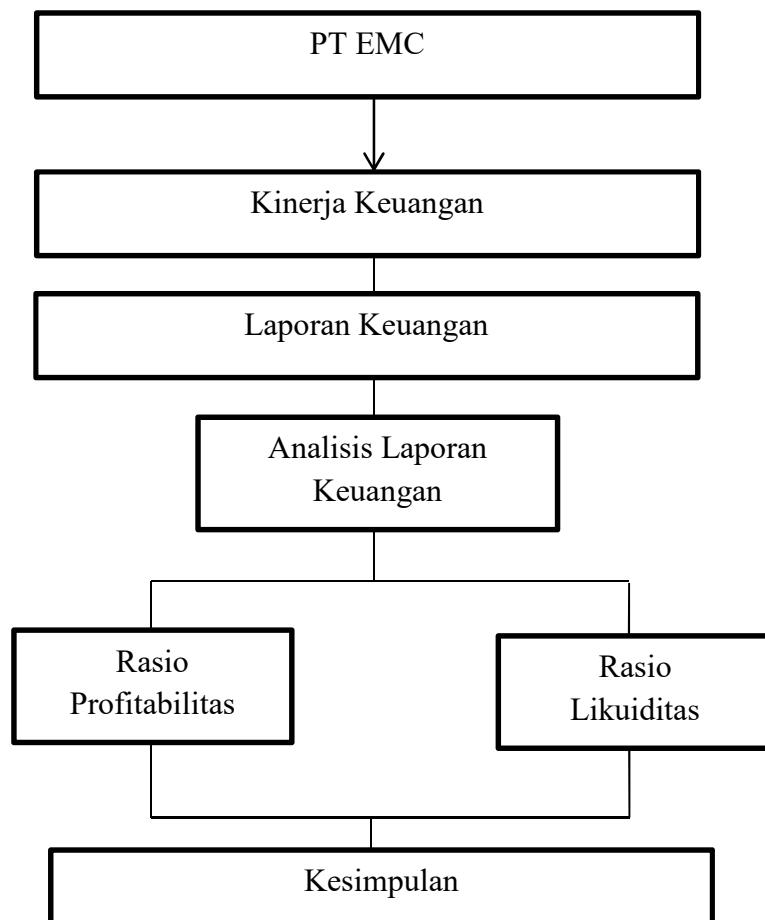 PT EMC
Kinerja Keuangan
Laporan Keuangan
Analisis Laporan
Keuangan
Rasio
Profitabilitas
Rasio
Likuiditas
Kesimpulan